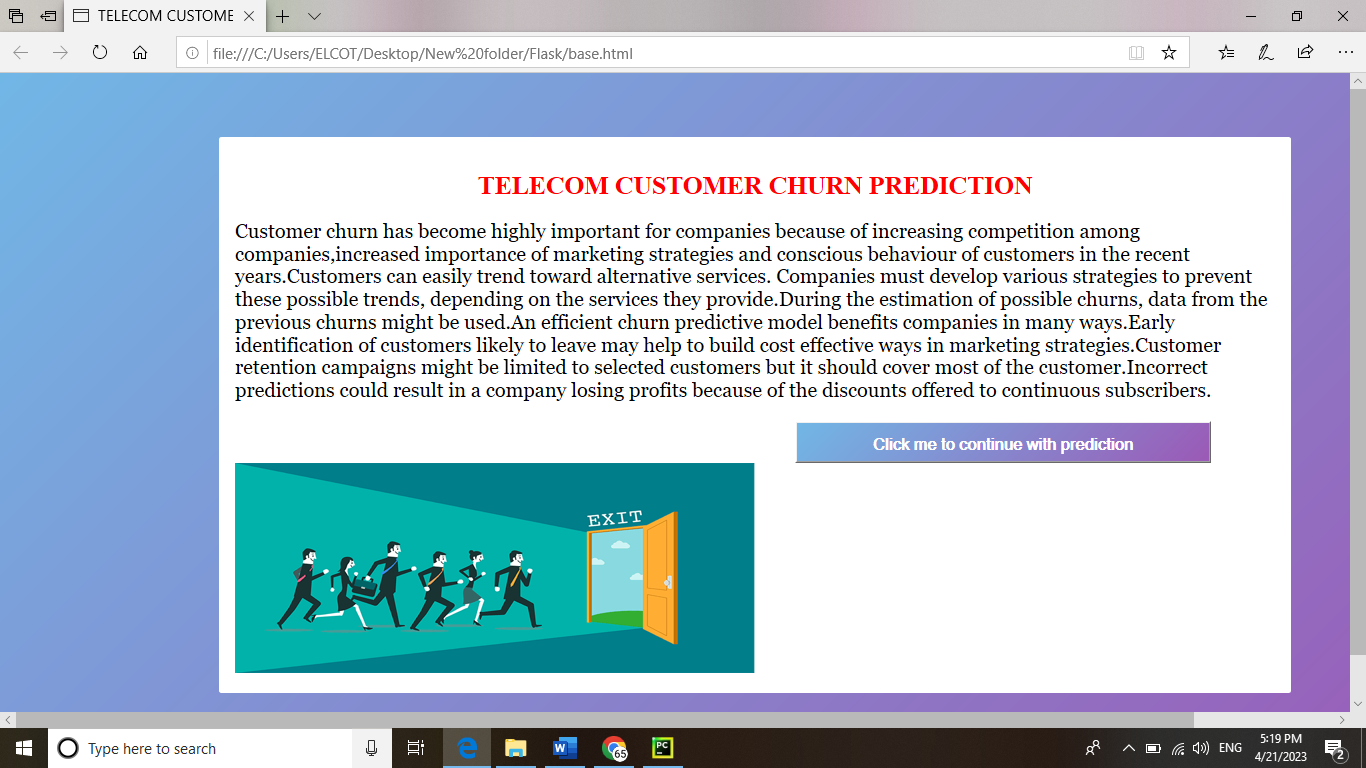 TELECOM CUSTOME
file:///C:/Users/ELCOT/Desktop/New%20folder/Flask/base.html
TELECOM CUSTOMER CHURN PREDICTION
Customer churn has become highly important for companies because of increasing competition among
companies,increased importance of marketing strategies and conscious behaviour of customers in the recent
years.Customers can easily trend toward alternative services. Companies must develop various strategies to prevent
these possible trends, depending on the services they provide.During the estimation of possible churns, data from the
previous churns might be used.An efficient churn predictive model benefits companies in many ways.Early
identification of customers likely to leave may help to build cost effective ways in marketing strategies.Customer
retention campaigns might be limited to selected customers but it should cover most of the customer.Incorrect
predictions could result in a company losing profits because of the discounts offered to continuous subscribers.
Click me to continue with prediction
EXIT
Type here to search
W
65
PC
ENG
5:19 PM
4/21/2023
2